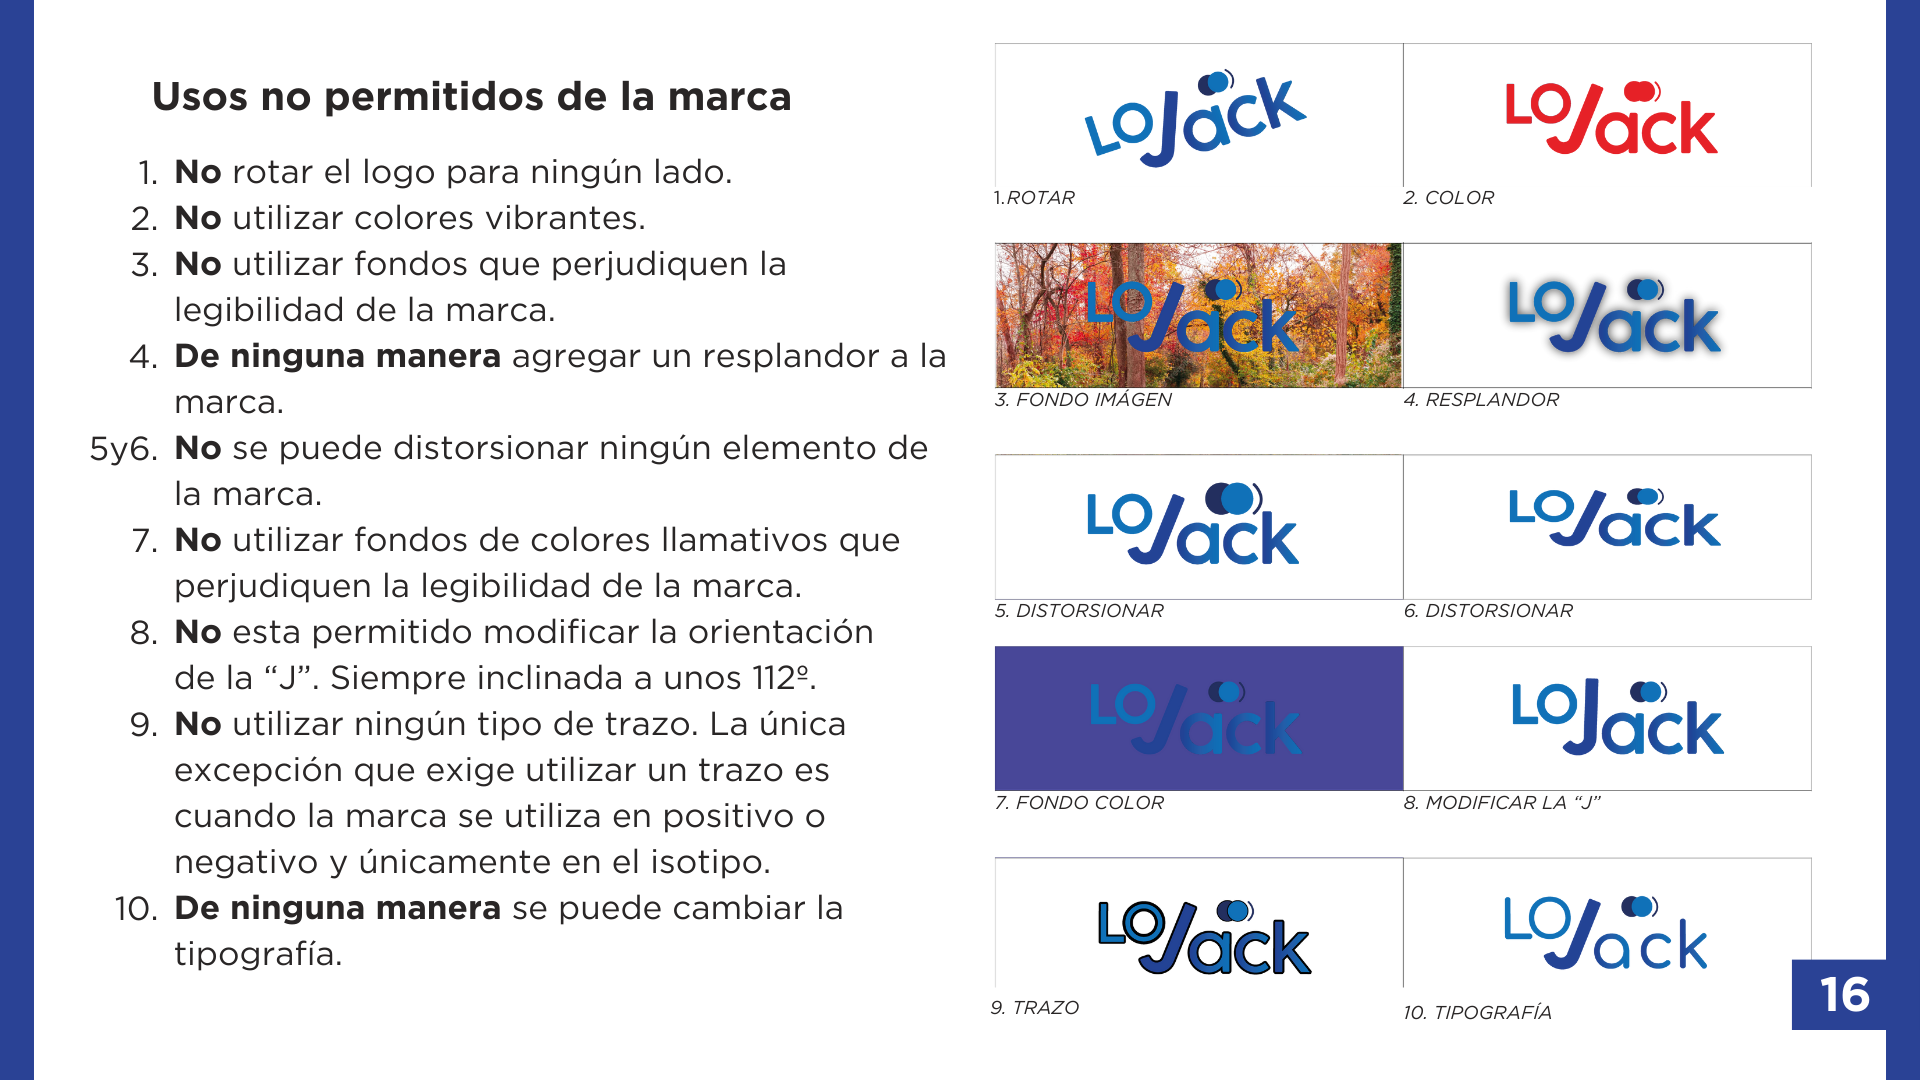 Usos no permitidos de la marca
1. No rotar el logo para ningún lado.
2. No utilizar colores vibrantes.
3. No utilizar fondos que perjudiquen la
legibilidad de la marca.
4. De ninguna manera agregar un resplandor a la
marca.
5y6. No se puede distorsionar ningún elemento de
la marca.
7. No utilizar fondos de colores llamativos que
perjudiquen la legibilidad de la marca.
8. No esta permitido modificar la orientación
de la “J”. Siempre inclinada a unos 112º.
9. No utilizar ningún tipo de trazo. La única
excepción que exige utilizar un trazo es
cuando la marca se utiliza en positivo o
negativo y únicamente en el isotipo.
10. De ninguna manera se puede cambiar la
tipografía.
LOJack
1.ROTAR
LOJack
2. COLOR
LOJack
3. FONDO IMÁGEN
LOJack
4. RESPLANDOR
LOJack
5. DISTORSIONAR
LOJack
6. DISTORSIONAR
LOJack
7. FONDO COLOR
LOJack
8. MODIFICAR LA “J”
LOJack
9. TRAZO
LOJack
10. TIPOGRAFÍA
16